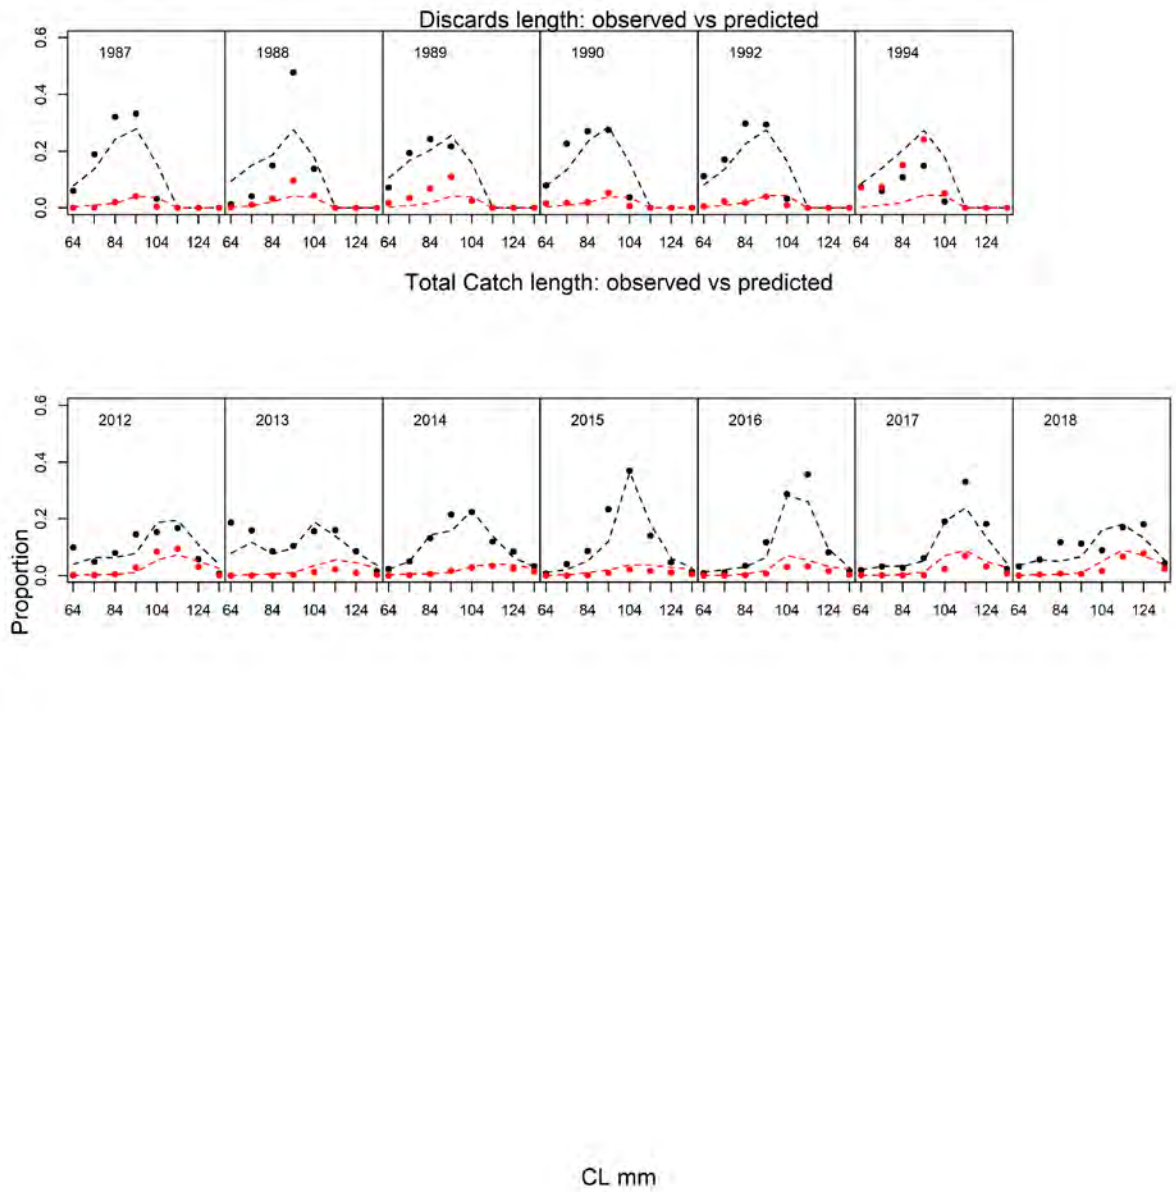 Discards length: observed vs predicted
1987 1988 1989 1990 1992 1994
0.6
0.4
0.2
0.0
64 84 104 124 64 84 104 124 64 84 104 124 64 84 104 124 64 84 104 124 64 84 104 124
Total Catch length: observed vs predicted
2012 2013 2014 2015 2016 2017 2018
0.6
0.4
0.2
0.0
64 84 104 124 64 84 104 124 64 84 104 124 64 84 104 124 64 84 104 124 64 84 104 124 64 84 104 124
Proportion
CL mm